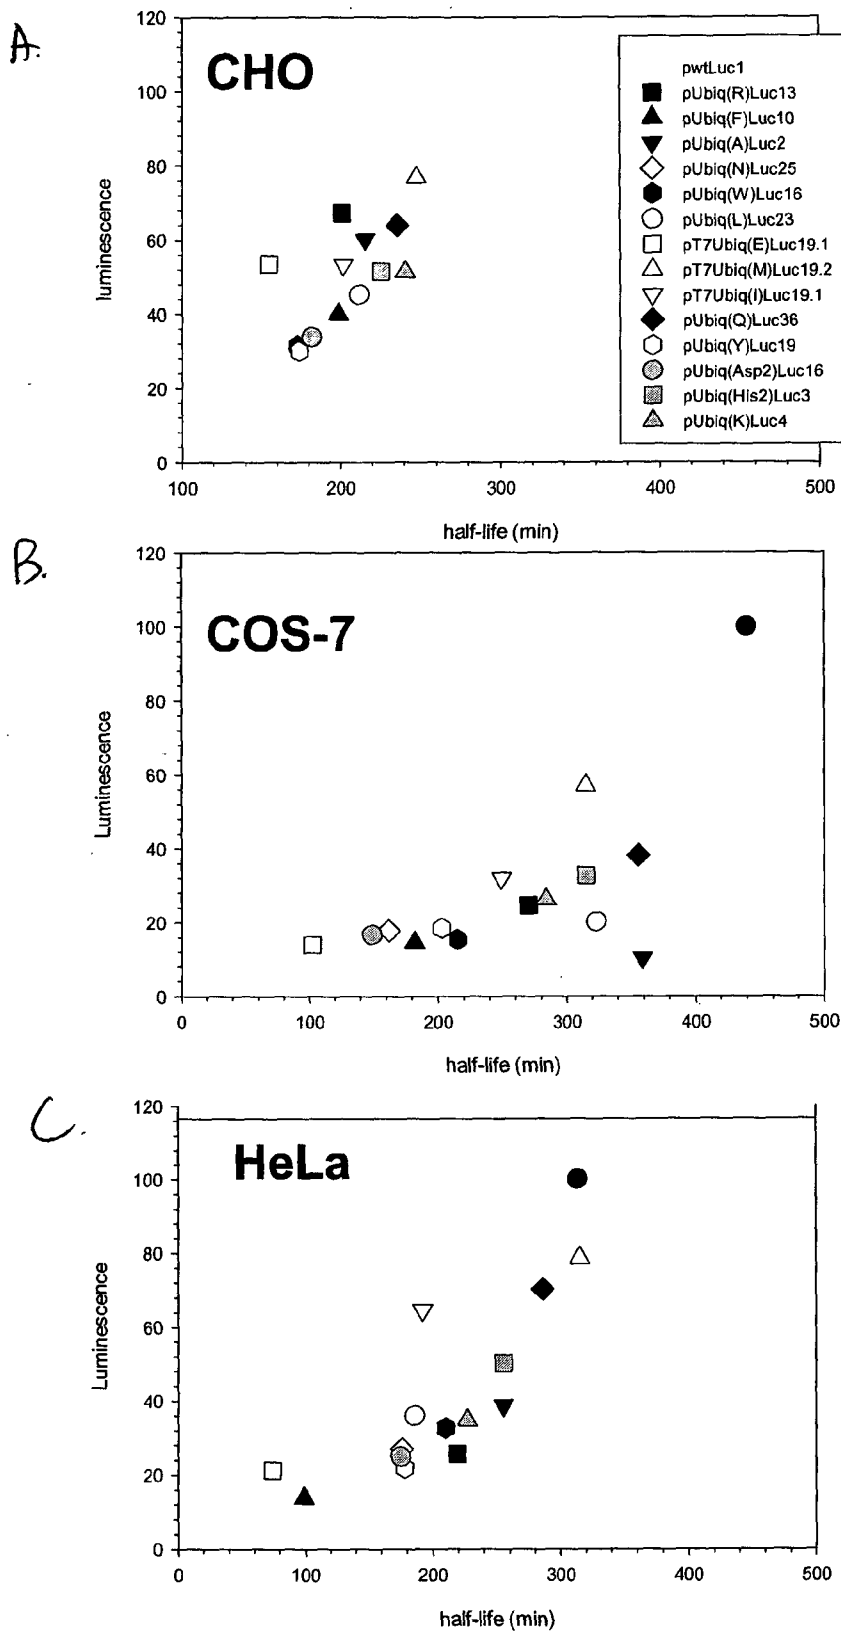 A.
CHO
120
100
80
60
40
20
0
luminescence
100
200
300
400
500
half-life (min)
pwtLuc1
pUbiq(R)Luc13
pUbiq(F)Luc10
pUbiq(A)Luc2
pUbiq(N)Luc25
pUbiq(W)Luc16
pUbiq(L)Luc23
pT7Ubiq(E)Luc19.1
pT7Ubiq(M)Luc19.2
pT7Ubiq(I)Luc19.1
pUbiq(Q)Luc36
pUbiq(Y)Luc19
pUbiq(Asp2)Luc16
pUbiq(His2)Luc3
pUbiq(K)Luc4
B.
COS-7
120
100
80
60
40
20
0
Luminescence
0
100
200
300
400
500
half-life (min)
C.
HeLa
120
100
80
60
40
20
0
Luminescence
0
100
200
300
400
500
half-life (min)